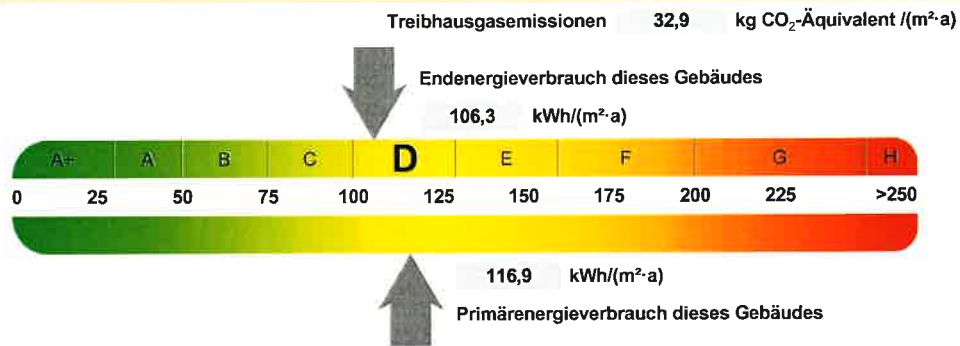 Treibhausgasemissionen 32,9 kg CO₂-Äquivalent /(m²·a)
Endenergieverbrauch dieses Gebäudes
106,3 kWh/(m²·a)
A+ A B C D E F G H
0 25 50 75 100 125 150 175 200 225 >250
116,9 kWh/(m²·a)
Primärenergieverbrauch dieses Gebäudes